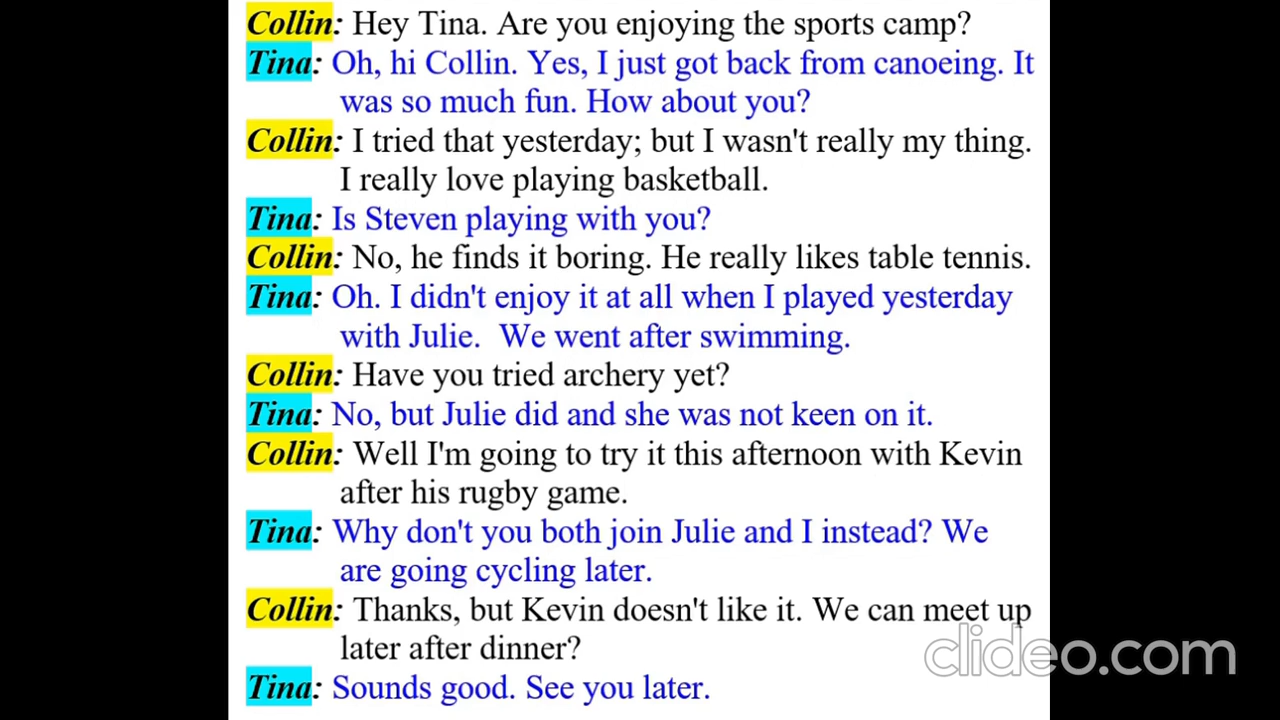 Collin: Hey Tina. Are you enjoying the sports camp?
Tina: Oh, hi Collin. Yes, I just got back from canoeing. It
was so much fun. How about you?
Collin: I tried that yesterday; but I wasn't really my thing.
I really love playing basketball.
Tina: Is Steven playing with you?
Collin: No, he finds it boring. He really likes table tennis.
Tina: Oh. I didn't enjoy it at all when I played yesterday
with Julie.  We went after swimming.
Collin: Have you tried archery yet?
Tina: No, but Julie did and she was not keen on it.
Collin: Well I'm going to try it this afternoon with Kevin
after his rugby game.
Tina: Why don't you both join Julie and I instead? We
are going cycling later.
Collin: Thanks, but Kevin doesn't like it. We can meet up
later after dinner?
Tina: Sounds good. See you later.
clideo.com